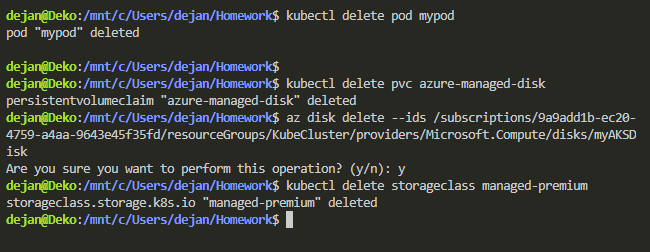 dejan@Deko:/mnt/c/Users/dejan/Homework$ kubectl delete pod mypod
pod "mypod" deleted
dejan@Deko:/mnt/c/Users/dejan/Homework$
dejan@Deko:/mnt/c/Users/dejan/Homework$ kubectl delete pvc azure-managed-disk
persistentvolumeclaim "azure-managed-disk" deleted
dejan@Deko:/mnt/c/Users/dejan/Homework$ az disk delete --ids /subscriptions/9a9add1b-ec20-
4759-a4aa-9643e45f35fd/resourceGroups/KubeCluster/providers/Microsoft.Compute/disks/myAKSD
isk
Are you sure you want to perform this operation? (y/n): y
dejan@Deko:/mnt/c/Users/dejan/Homework$ kubectl delete storageclass managed-premium
storageclass.storage.k8s.io "managed-premium" deleted
dejan@Deko:/mnt/c/Users/dejan/Homework$